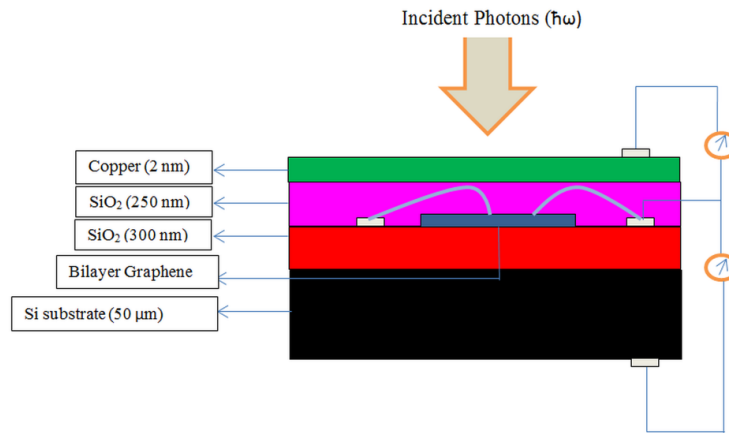 Incident Photons (ħω)
Copper (2 nm)
SiO₂ (250 nm)
SiO₂ (300 nm)
Bilayer Graphene
Si substrate (50 µm)